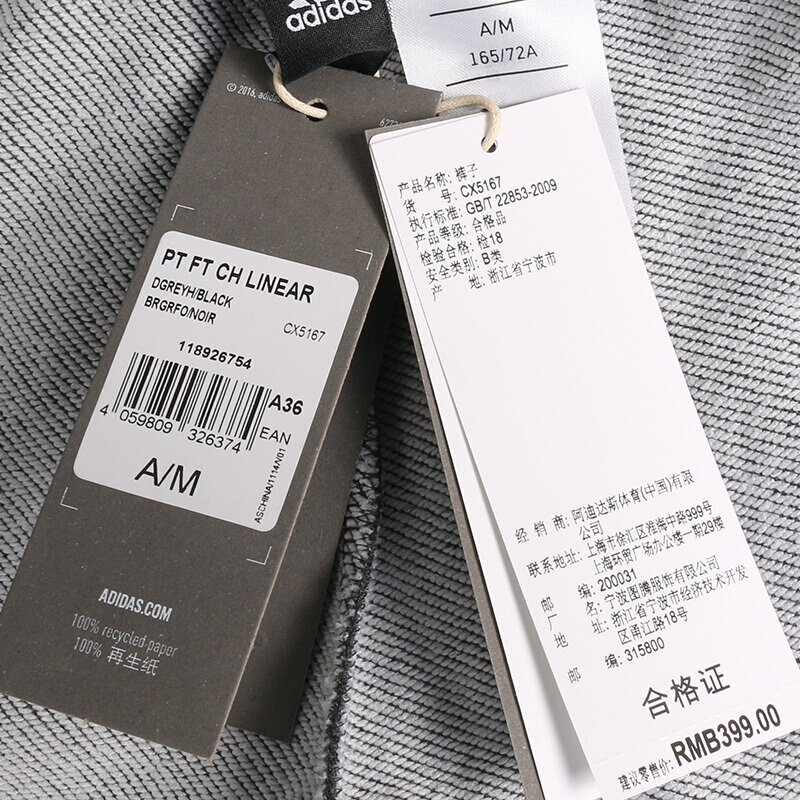 adidas
A/M
165/72A
© 2016, adidas
PT FT CH LINEAR
DGREYH/BLACK
BRGRFO/NOIR
CX5167
118926754
A36
4 059809 326374
EAN
A/M
ASCHINA/1114/N01
ADIDAS.COM
100% recycled paper
100% 再生纸
产品名称: 裤子
货 号: CX5167
执行标准: GB/T 22853-2009
产品等级: 合格品
检验合格: 检18
安全类别: B类
产 地: 浙江省宁波市
经 销 商: 阿迪达斯体育(中国)有限
公司
联系地址: 上海市徐汇区淮海中路999号
上海环贸广场办公楼一期29楼
邮 编: 200031
厂 名: 宁波图腾服饰有限公司
地 址: 浙江省宁波市经济技术开发
区甬江路18号
邮 编: 315800
合格证
建议零售价: RMB399.00